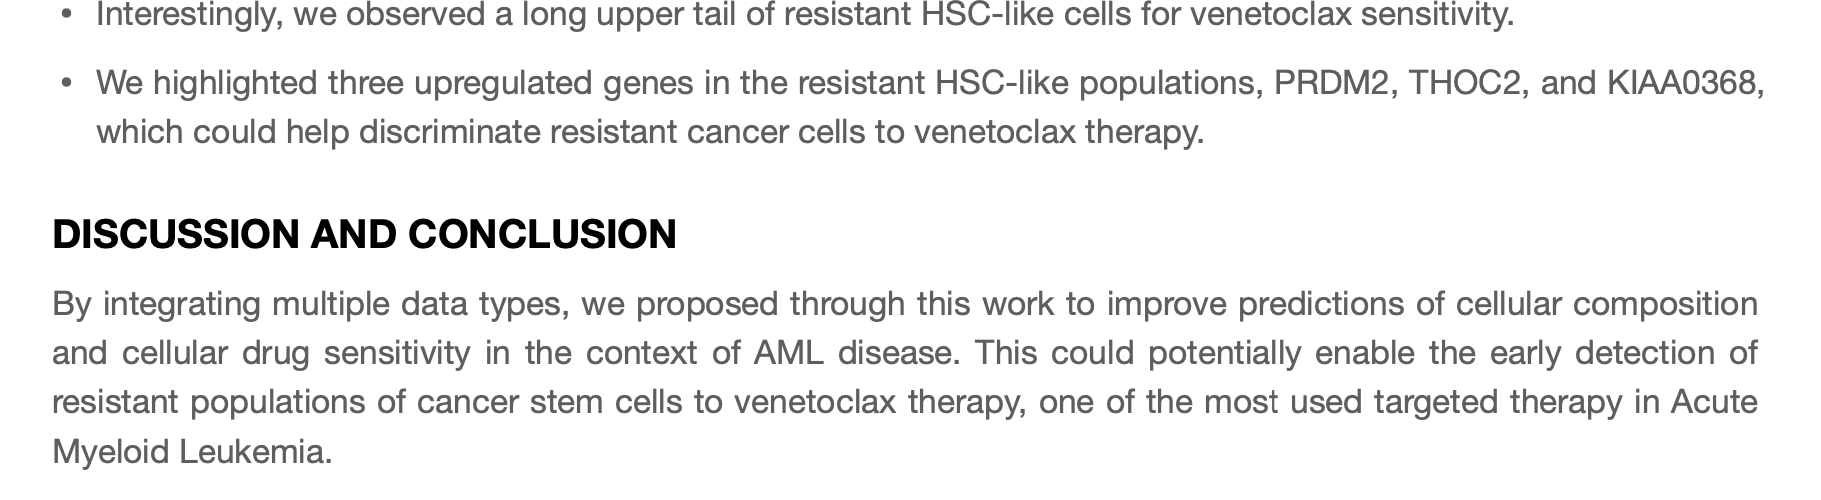 • Interestingly, we observed a long upper tail of resistant HSC-like cells for venetoclax sensitivity.
• We highlighted three upregulated genes in the resistant HSC-like populations, PRDM2, THOC2, and KIAA0368,
which could help discriminate resistant cancer cells to venetoclax therapy.
DISCUSSION AND CONCLUSION
By integrating multiple data types, we proposed through this work to improve predictions of cellular composition
and cellular drug sensitivity in the context of AML disease. This could potentially enable the early detection of
resistant populations of cancer stem cells to venetoclax therapy, one of the most used targeted therapy in Acute
Myeloid Leukemia.